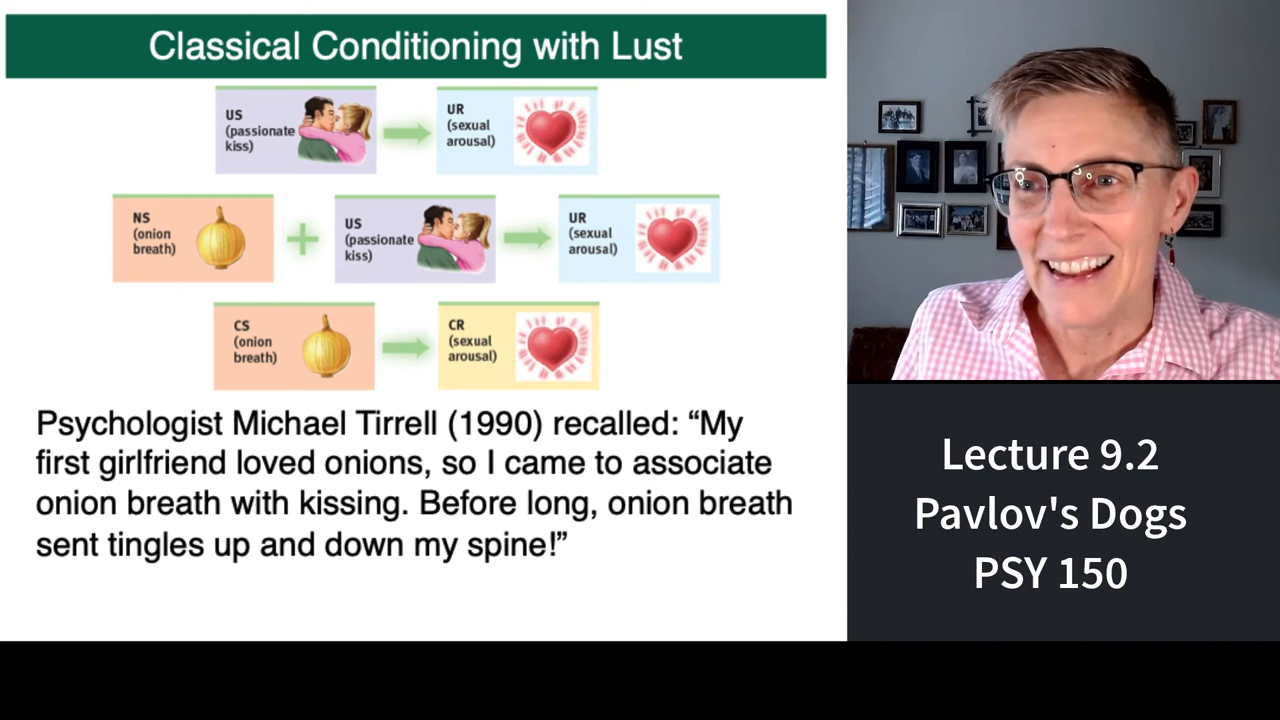 Classical Conditioning with Lust
US
(passionate
kiss)
UR
(sexual
arousal)
NS
(onion
breath)
US
(passionate
kiss)
UR
(sexual
arousal)
CS
(onion
breath)
CR
(sexual
arousal)
Psychologist Michael Tirrell (1990) recalled: “My
first girlfriend loved onions, so I came to associate
onion breath with kissing. Before long, onion breath
sent tingles up and down my spine!”
Lecture 9.2
Pavlov's Dogs
PSY 150